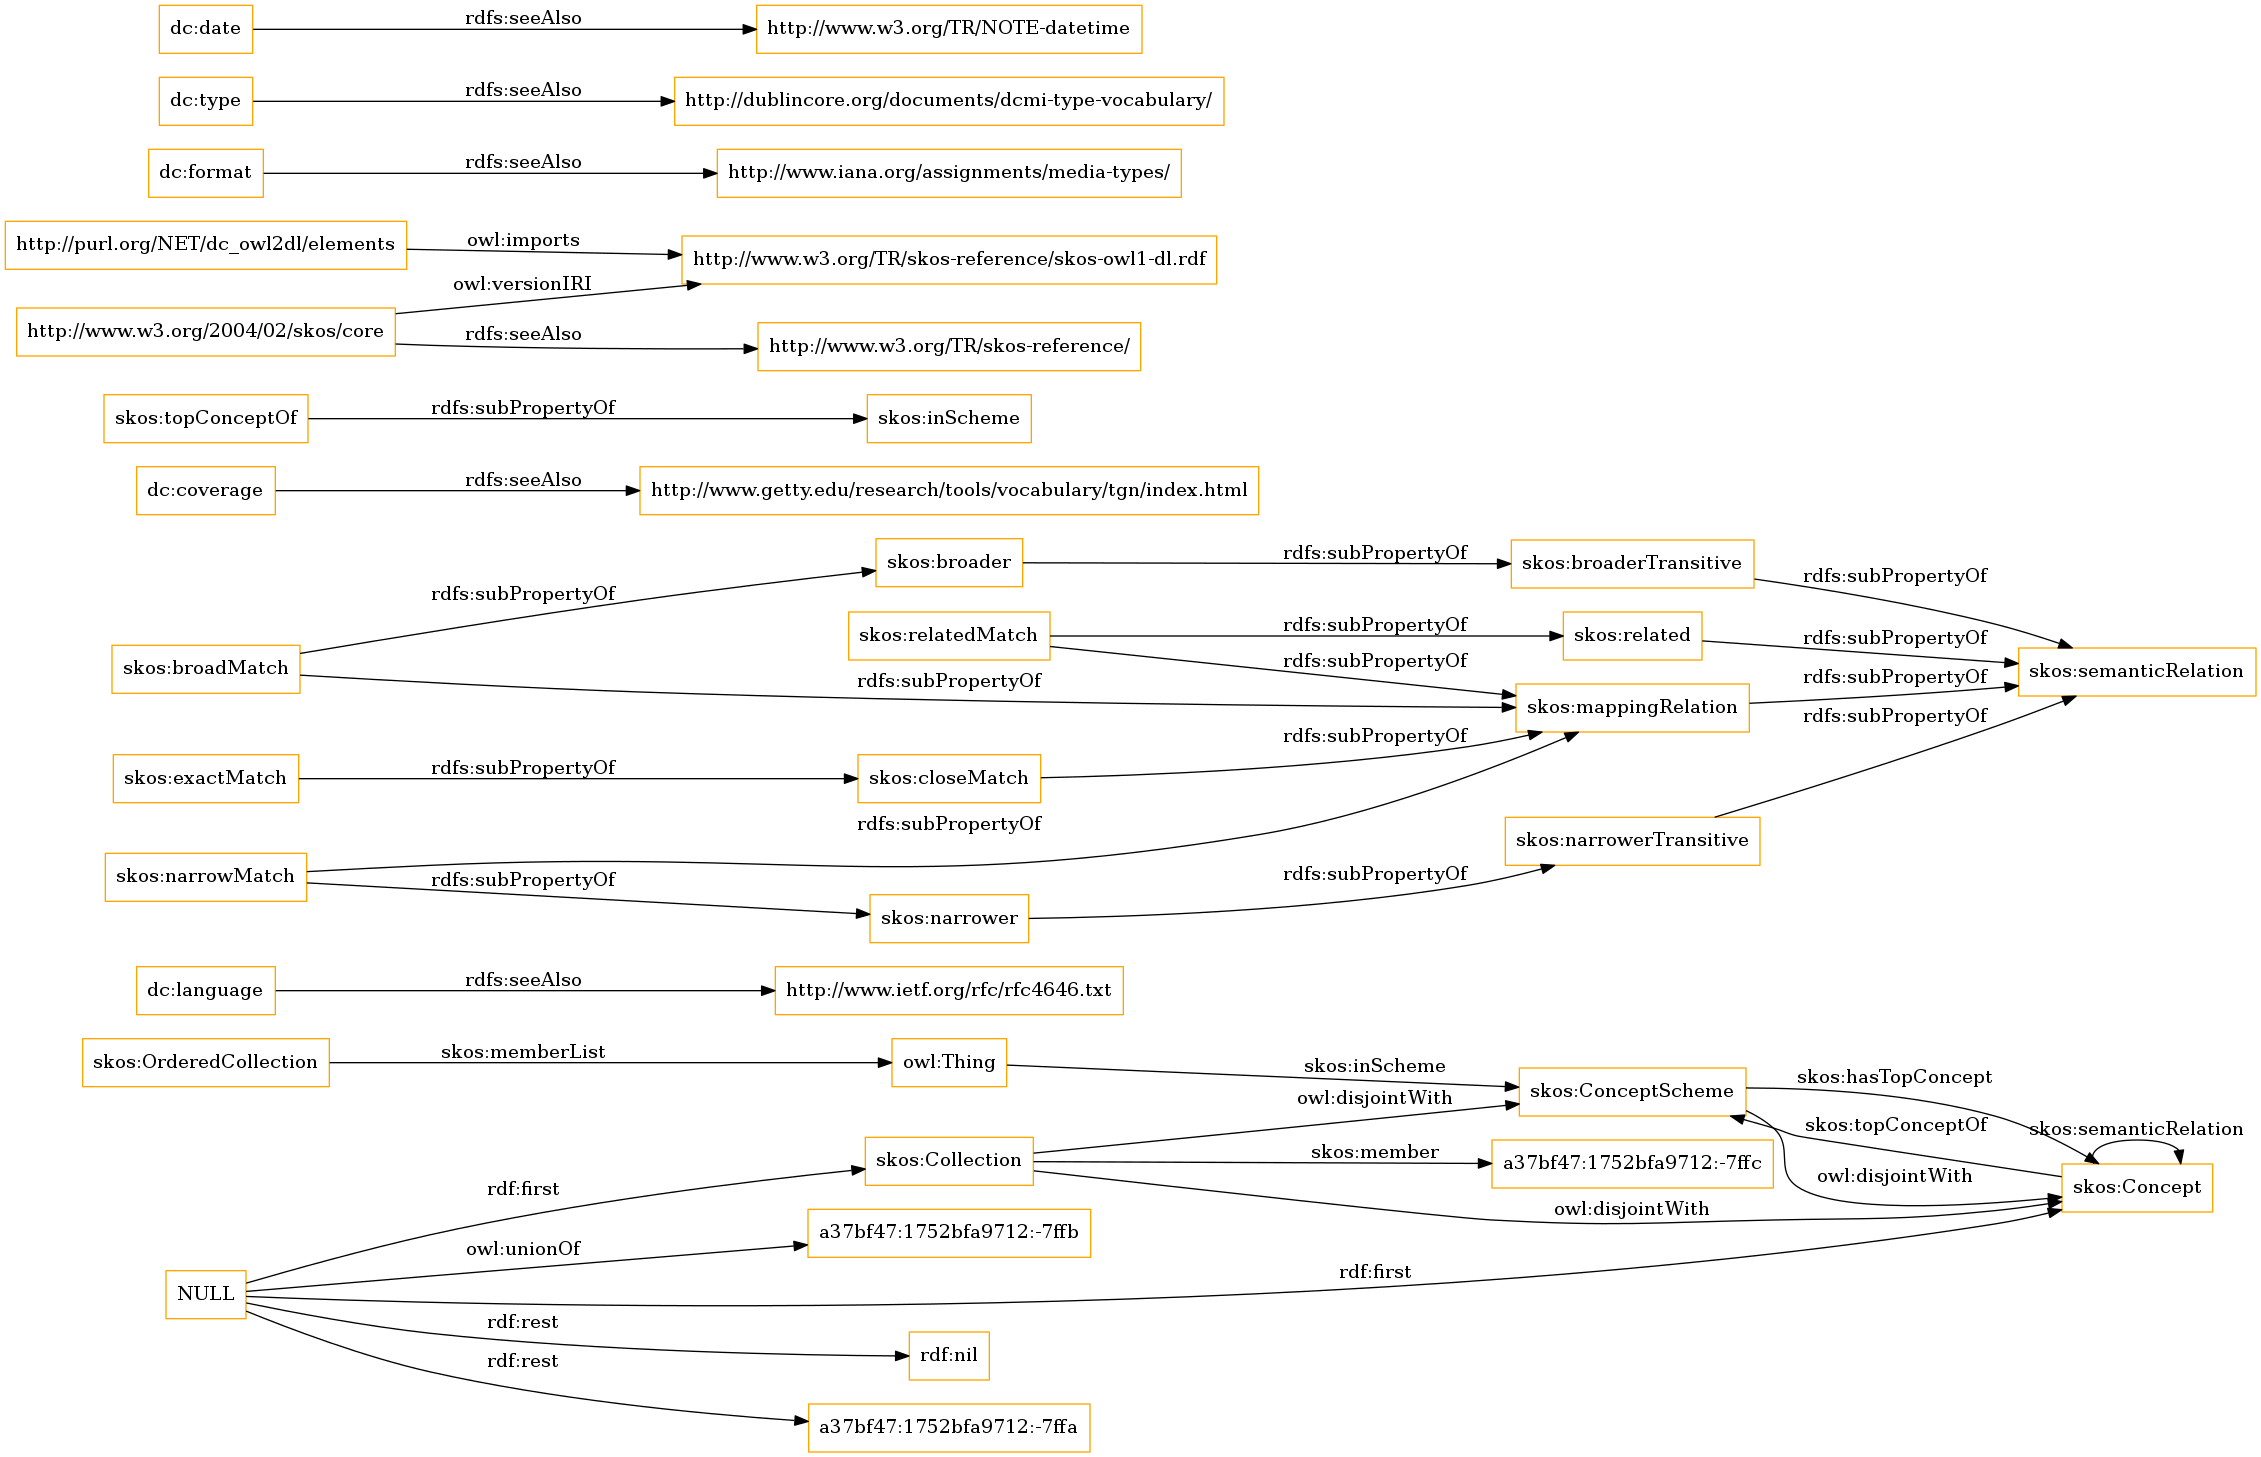 dc:date
rdfs:seeAlso
http://www.w3.org/TR/NOTE-datetime
dc:type
rdfs:seeAlso
http://dublincore.org/documents/dcmi-type-vocabulary/
dc:format
rdfs:seeAlso
http://www.iana.org/assignments/media-types/
http://purl.org/NET/dc_owl2dl/elements
owl:imports
http://www.w3.org/TR/skos-reference/skos-owl1-dl.rdf
owl:versionIRI
http://www.w3.org/2004/02/skos/core
rdfs:seeAlso
http://www.w3.org/TR/skos-reference/
skos:topConceptOf
rdfs:subPropertyOf
skos:inScheme
dc:coverage
rdfs:seeAlso
http://www.getty.edu/research/tools/vocabulary/tgn/index.html
skos:broader
rdfs:subPropertyOf
skos:broaderTransitive
rdfs:subPropertyOf
rdfs:subPropertyOf
skos:relatedMatch
rdfs:subPropertyOf
skos:related
rdfs:subPropertyOf
skos:broadMatch
rdfs:subPropertyOf
rdfs:subPropertyOf
skos:semanticRelation
rdfs:subPropertyOf
skos:mappingRelation
rdfs:subPropertyOf
rdfs:subPropertyOf
skos:exactMatch
rdfs:subPropertyOf
skos:closeMatch
rdfs:subPropertyOf
skos:narrowerTransitive
skos:narrowMatch
rdfs:subPropertyOf
rdfs:subPropertyOf
skos:narrower
dc:language
rdfs:seeAlso
http://www.ietf.org/rfc/rfc4646.txt
skos:OrderedCollection
skos:memberList
owl:Thing
skos:inScheme
skos:ConceptScheme
skos:hasTopConcept
owl:disjointWith
skos:topConceptOf
skos:semanticRelation
skos:Collection
skos:member
a37bf47:1752bfa9712:-7ffc
owl:disjointWith
skos:Concept
rdf:first
owl:disjointWith
owl:unionOf
a37bf47:1752bfa9712:-7ffb
NULL
rdf:first
rdf:rest
rdf:nil
rdf:rest
a37bf47:1752bfa9712:-7ffa